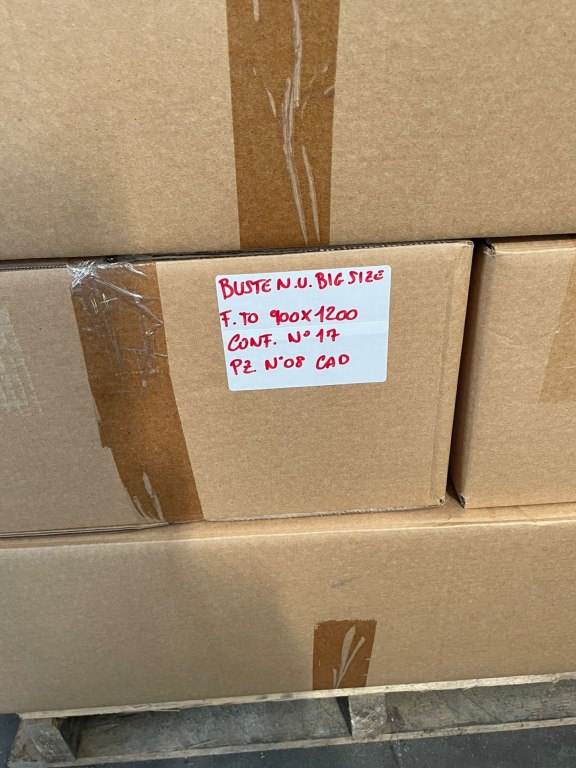 BUSTE N.U. BIG SIZE
F.TO 900X1200
CONF. N° 17
PZ. N°08 CAD